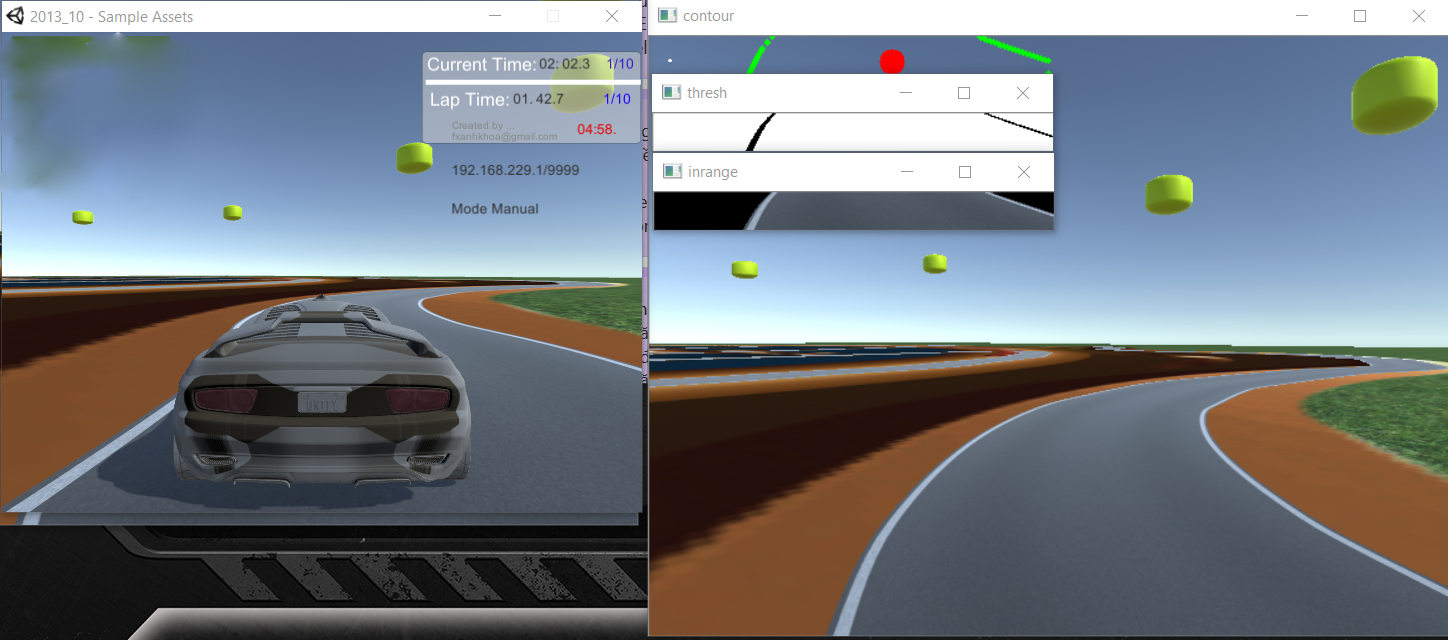 2013_10 - Sample Assets
Current Time: 02: 02.3 1/10
Lap Time: 01. 42.7 1/10
Created by ...
fxanhkhoa@gmail.com
04:58.
192.168.229.1/9999
Mode Manual
UNITY
contour
thresh
inrange